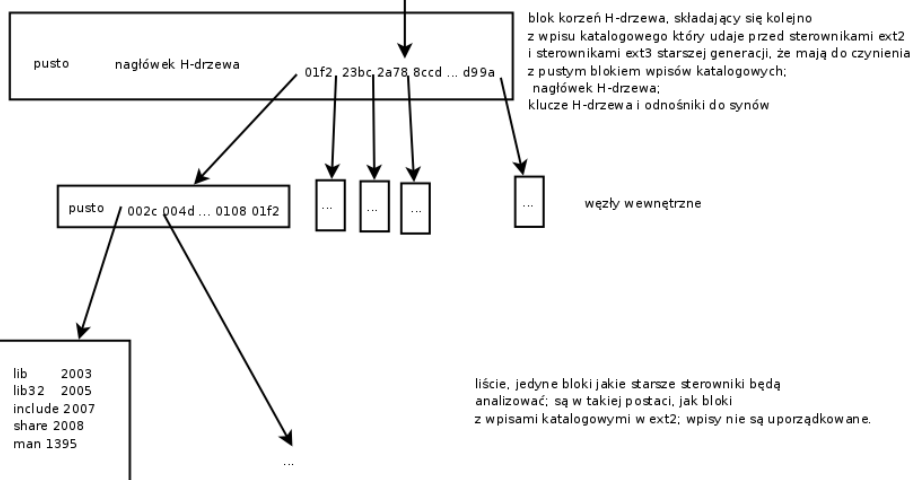 blok korzeń H-drzewa, składający się kolejno
z wpisu katalogowego który udaje przed sterownikami ext2
i sterownikami ext3 starszej generacji, że mają do czynienia
z pustym blokiem wpisów katalogowych;
nagłówek H-drzewa;
klucze H-drzewa i odnośniki do synów
pusto nagłówek H-drzewa 01f2 23bc 2a78 8ccd ... d99a
pusto 002c 004d ... 0108 01f2
... ... ... ...
węzły wewnętrzne
lib 2003
lib32 2005
include 2007
share 2008
man 1395
...
liście, jedyne bloki jakie starsze sterowniki będą
analizować; są w takiej postaci, jak bloki
z wpisami katalogowymi w ext2; wpisy nie są uporządkowane.